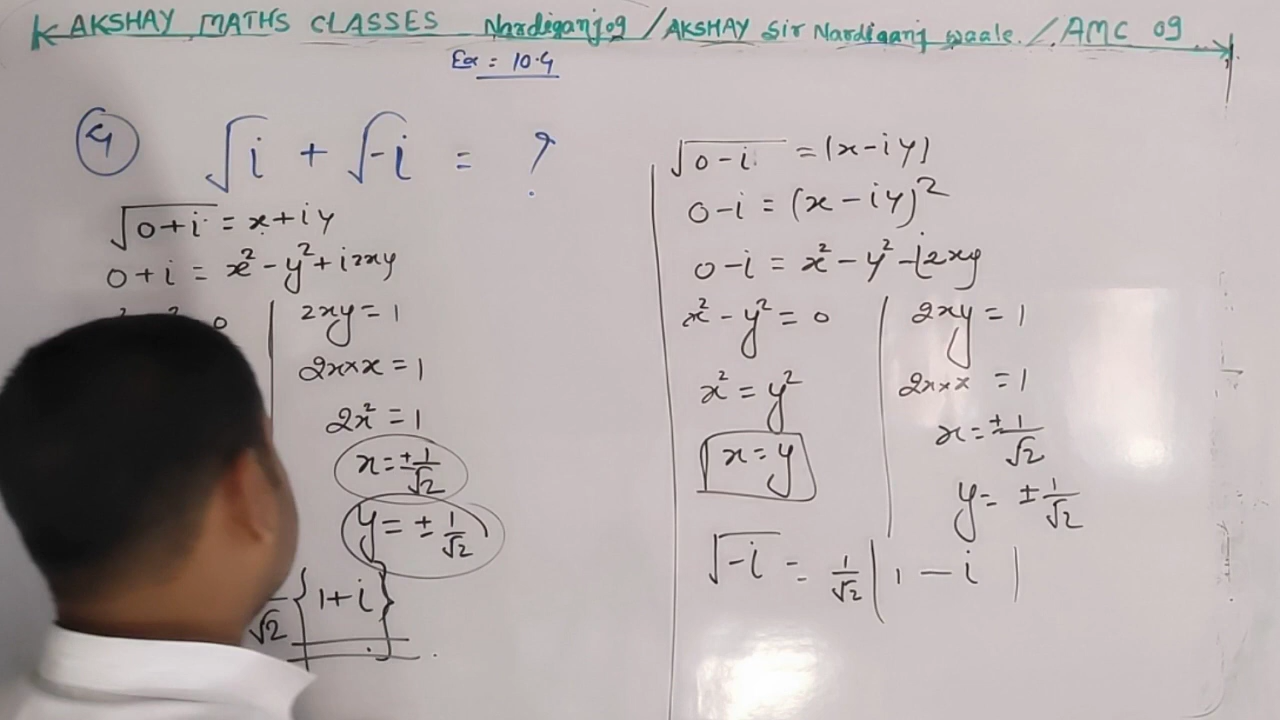 AKSHAY MATHS CLASSES Nardiganj09 / AKSHAY Sir Nardiganj waale. / AMC 09
Ex = 10.4
4 √i + √-i = ?
√0+i = x+iy
0+i = x²-y²+i2xy
2xy = 1
2x×x = 1
2x² = 1
x = ±1/√2
y = ±1/√2
√2 {1+i}
√0-i = (x-iy)
0-i = (x-iy)²
0-i = x²-y²-i2xy
x²-y² = 0
x² = y²
x = y
2xy = 1
2x×x = 1
x = ±1/√2
y = ±1/√2
√-i = 1/√2 | 1 - i |